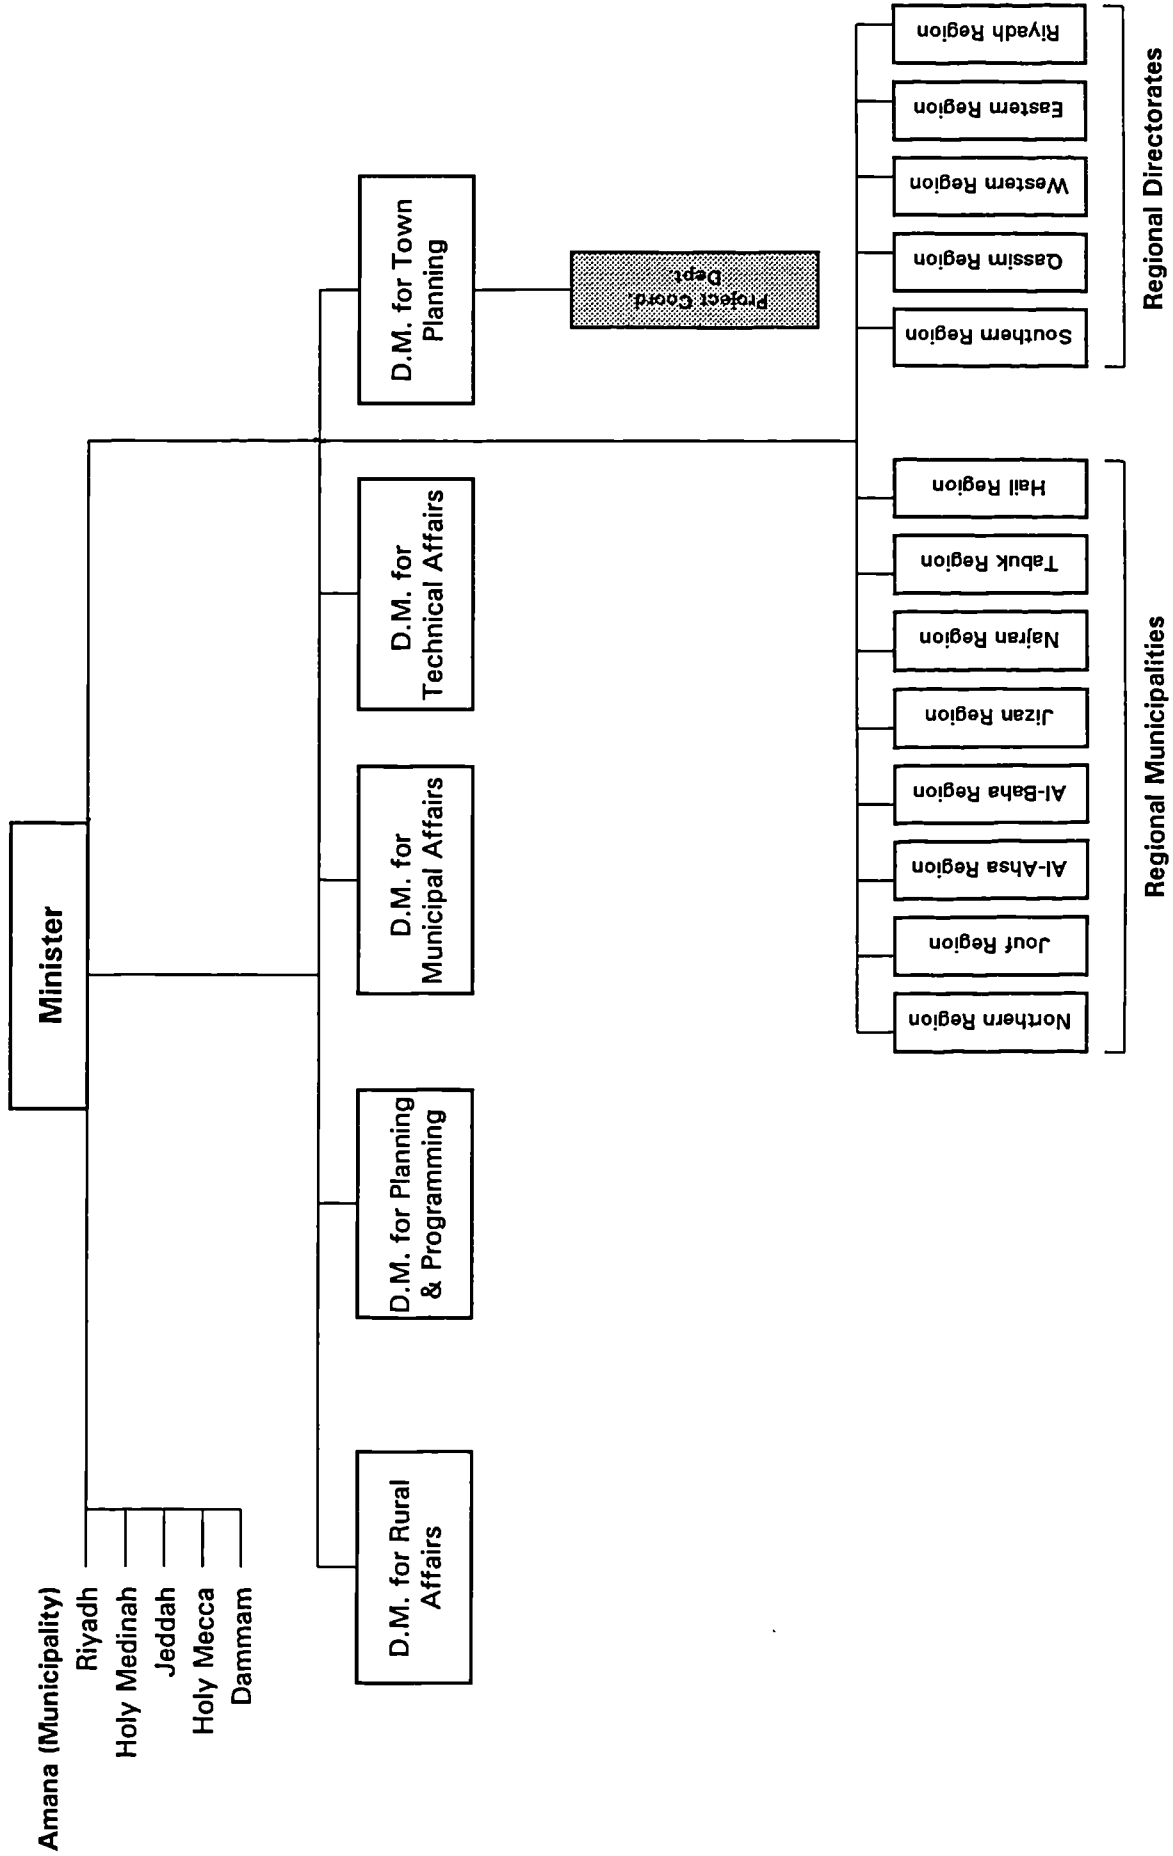 Minister
Amana (Municipality)
Riyadh
Holy Medinah
Jeddah
Holy Mecca
Dammam
D.M. for Rural
Affairs
D.M. for Planning
& Programming
D.M. for
Municipal Affairs
D.M. for
Technical Affairs
D.M. for Town
Planning
Project Coord.
Dept.
Northern Region
Jouf Region
Al-Ahsa Region
Al-Baha Region
Jizan Region
Najran Region
Tabuk Region
Hail Region
Southern Region
Qassim Region
Western Region
Eastern Region
Riyadh Region
Regional Municipalities
Regional Directorates